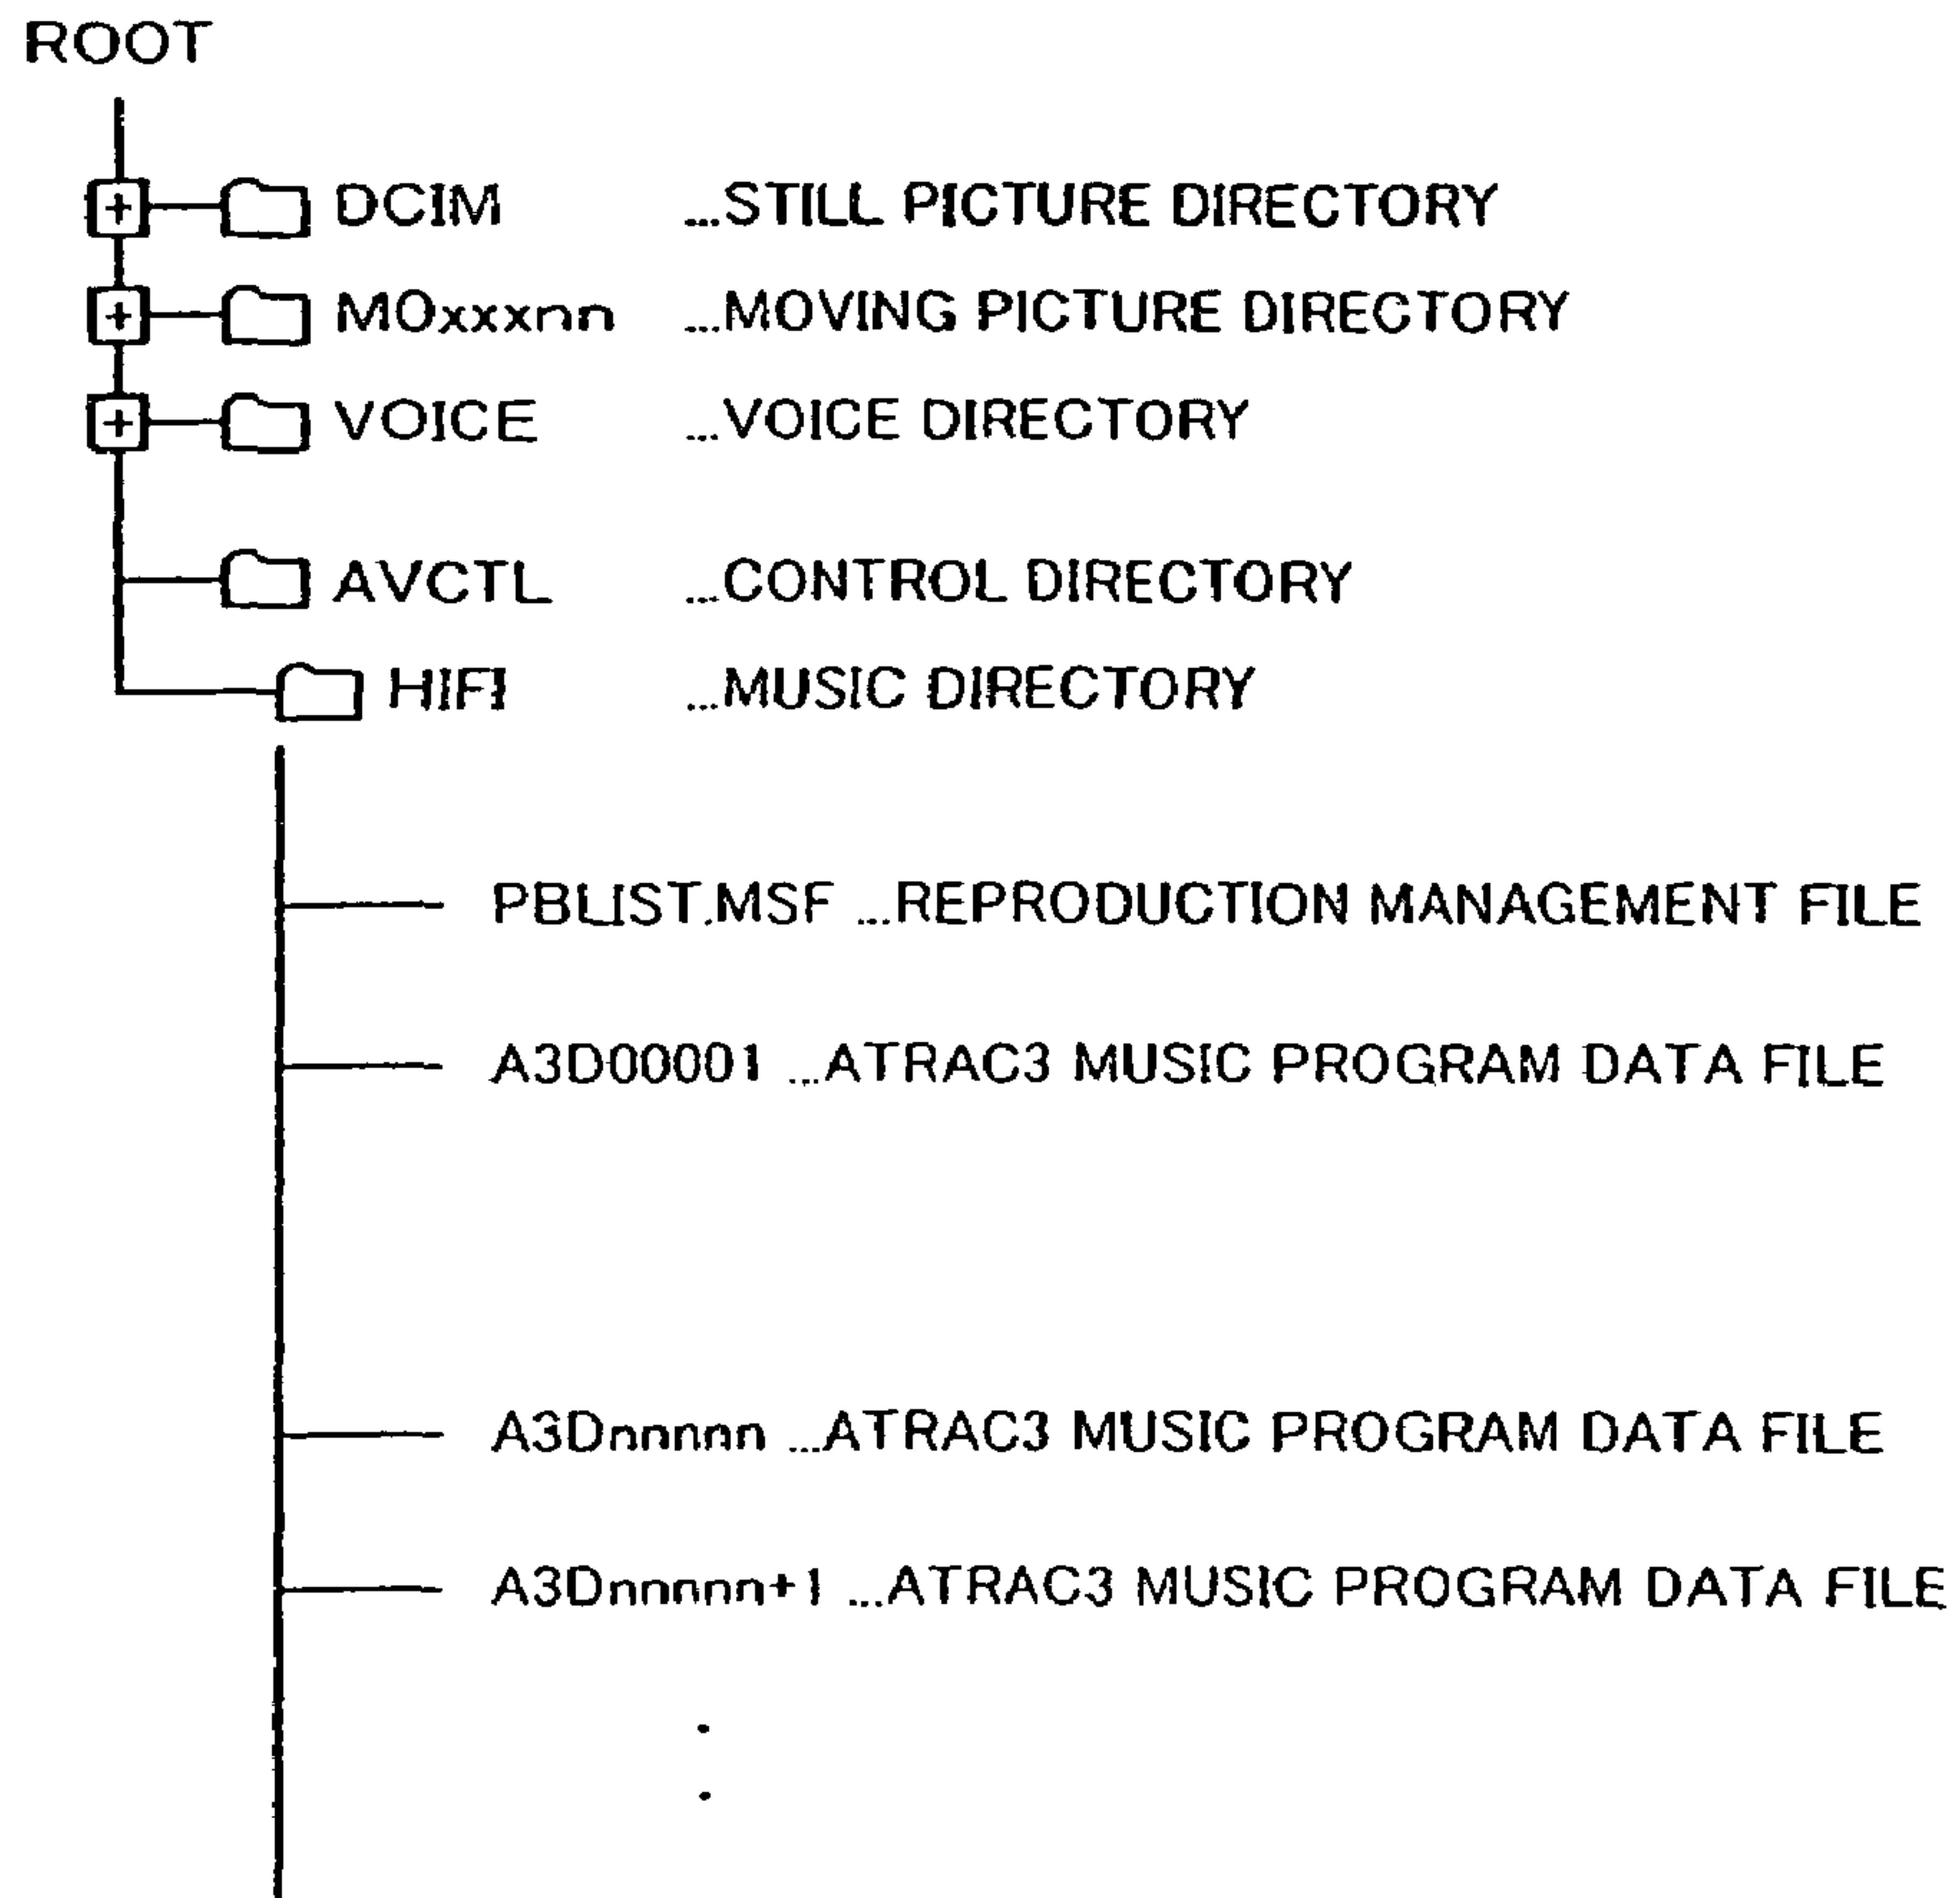 ROOT
DCIM ...STILL PICTURE DIRECTORY
MOxxxnn ...MOVING PICTURE DIRECTORY
VOICE ...VOICE DIRECTORY
AVCTL ...CONTROL DIRECTORY
HIFI ...MUSIC DIRECTORY
PBLIST.MSF ...REPRODUCTION MANAGEMENT FILE
A3D00001 ...ATRAC3 MUSIC PROGRAM DATA FILE
A3Dnnnnn ...ATRAC3 MUSIC PROGRAM DATA FILE
A3Dnnnnn+1 ...ATRAC3 MUSIC PROGRAM DATA FILE